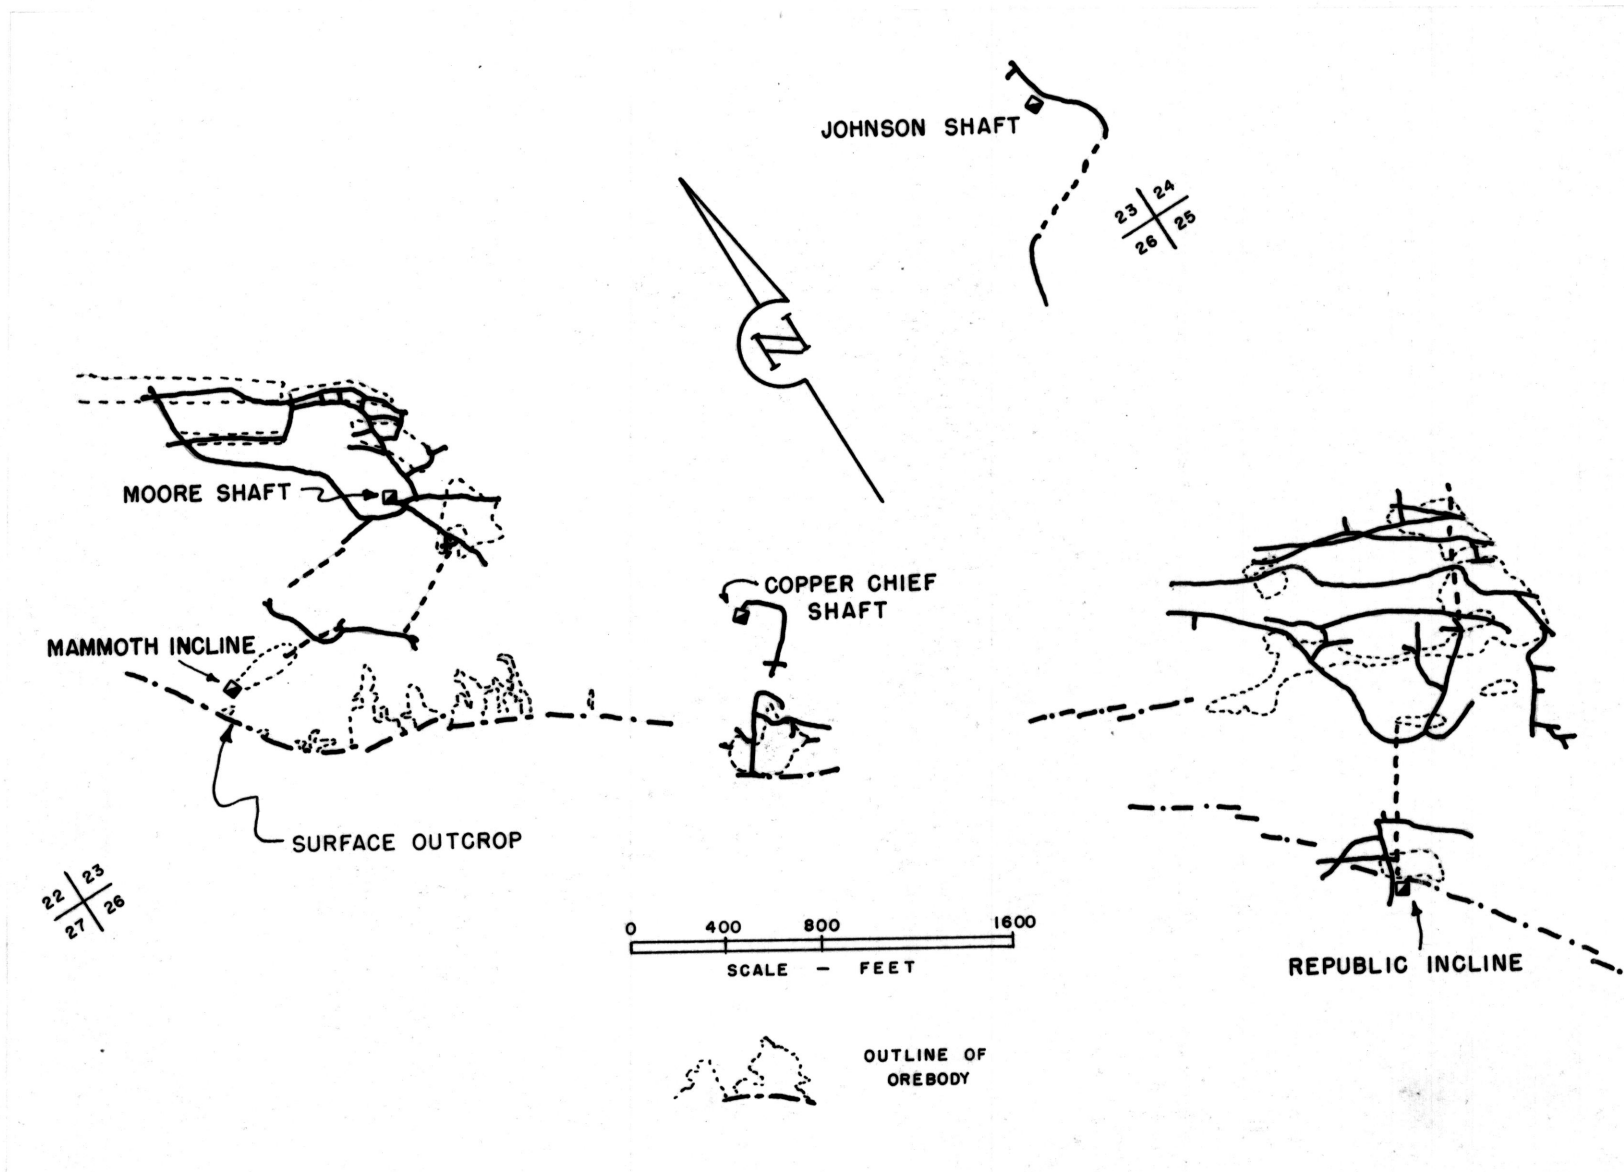 JOHNSON SHAFT
23 24
26 25
N
MOORE SHAFT
COPPER CHIEF
SHAFT
MAMMOTH INCLINE
SURFACE OUTCROP
22 23
27 26
0 400 800 1600
SCALE – FEET
REPUBLIC INCLINE
OUTLINE OF
OREBODY